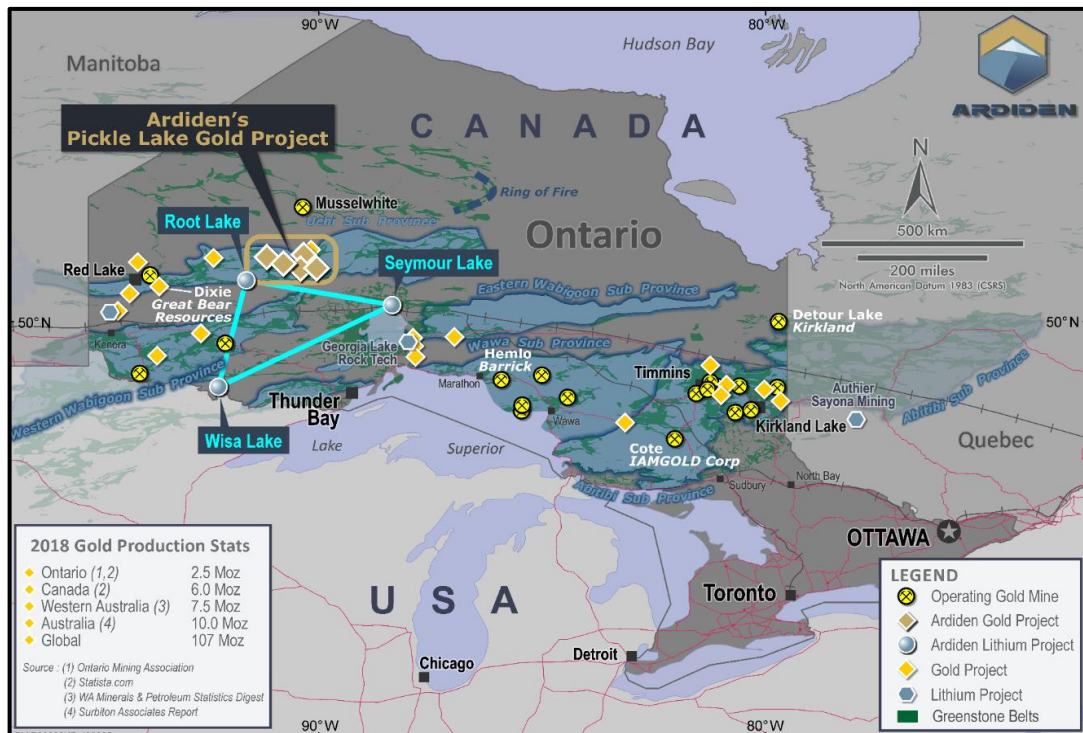 90°W
80°W
Hudson Bay
Manitoba
ARDIDEN
Ardiden's
Pickle Lake Gold Project
CANADA
N
Ring of Fire
Musselwhite
Uchi Sub Province
Root Lake
Ontario
500 km
200 miles
North American Datum 1983 (CSRS)
Seymour Lake
Red Lake
Dixie
Great Bear
Resources
Eastern Wabigoon Sub Province
50°N
50°N
Detour Lake
Kirkland
Kenora
Georgia Lake
Rock Tech
Wawa Sub Province
Hemlo
Barrick
Marathon
Timmins
Western Wabigoon Sub Province
Thunder
Bay
Authier
Sayona Mining
Abitibi Sub Province
Wisa Lake
Wawa
Kirkland Lake
Lake
Superior
Cote
IAMGOLD Corp
Quebec
North Bay
Abitibi Sub Province
Sudbury
OTTAWA
2018 Gold Production Stats
Ontario (1,2) 2.5 Moz
Canada (2) 6.0 Moz
Western Australia (3) 7.5 Moz
Australia (4) 10.0 Moz
Global 107 Moz
Source : (1) Ontario Mining Association
(2) Statista.com
(3) WA Minerals & Petroleum Statistics Digest
(4) Surbiton Associates Report
USA
Toronto
Detroit
Chicago
LEGEND
Operating Gold Mine
Ardiden Gold Project
Ardiden Lithium Project
Gold Project
Lithium Project
Greenstone Belts
90°W
80°W